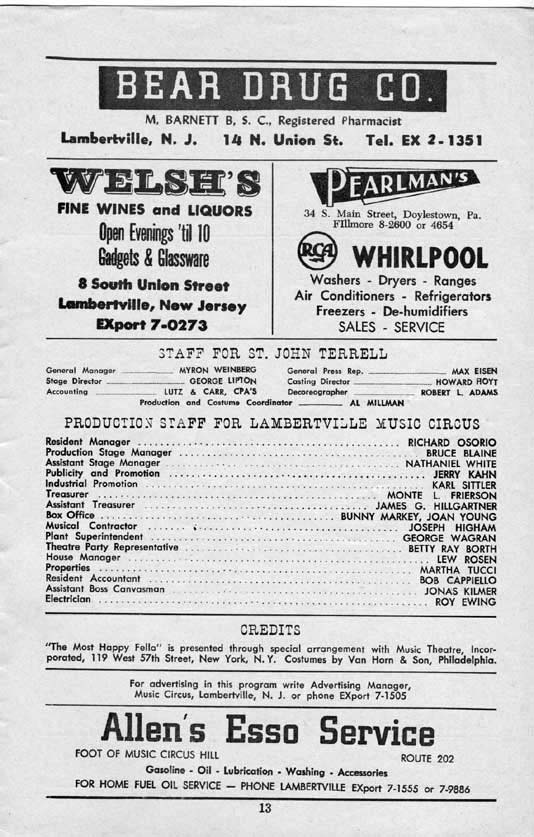 BEAR DRUG CO.
M. BARNETT B, S. C., Registered Pharmacist
Lambertville, N. J. 14 N. Union St. Tel. EX 2-1351
WELSH'S
FINE WINES and LIQUORS
Open Evenings 'til 10
Gadgets & Glassware
8 South Union Street
Lambertville, New Jersey
EXport 7-0273
PEARLMAN'S
34 S. Main Street, Doylestown, Pa.
FIllmore 8-2600 or 4654
RCA WHIRLPOOL
Washers - Dryers - Ranges
Air Conditioners - Refrigerators
Freezers - De-humidifiers
SALES - SERVICE
STAFF FOR ST. JOHN TERRELL
General Manager ____________ MYRON WEINBERG
Stage Director ____________ GEORGE LIPTON
Accounting ____________ LUTZ & CARR, CPA'S
General Press Rep. ____________ MAX EISEN
Casting Director ____________ HOWARD HOYT
Decoreographer ____________ ROBERT L. ADAMS
Production and Costume Coordinator ________ AL MILLMAN
PRODUCTION STAFF FOR LAMBERTVILLE MUSIC CIRCUS
Resident Manager ........ RICHARD OSORIO
Production Stage Manager ........ BRUCE BLAINE
Assistant Stage Manager ........ NATHANIEL WHITE
Publicity and Promotion ........ JERRY KAHN
Industrial Promotion ........ KARL SITTLER
Treasurer ........ MONTE L. FRIERSON
Assistant Treasurer ........ JAMES G. HILLGARTNER
Box Office ........ BUNNY MARKEY, JOAN YOUNG
Musical Contractor ........ JOSEPH HIGHAM
Plant Superintendent ........ GEORGE WAGRAN
Theatre Party Representative ........ BETTY RAY BORTH
House Manager ........ LEW ROSEN
Properties ........ MARTHA TUCCI
Resident Accountant ........ BOB CAPPIELLO
Assistant Boss Canvasman ........ JONAS KILMER
Electrician ........ ROY EWING
CREDITS
"The Most Happy Fella" is presented through special arrangement with Music Theatre, Incor-
porated, 119 West 57th Street, New York, N. Y. Costumes by Van Horn & Son, Philadelphia.
For advertising in this program write Advertising Manager,
Music Circus, Lambertville, N. J. or phone EXport 7-1505
Allen's Esso Service
FOOT OF MUSIC CIRCUS HILL ROUTE 202
Gasoline - Oil - Lubrication - Washing - Accessories
FOR HOME FUEL OIL SERVICE — PHONE LAMBERTVILLE EXport 7-1555 or 7-9886
13